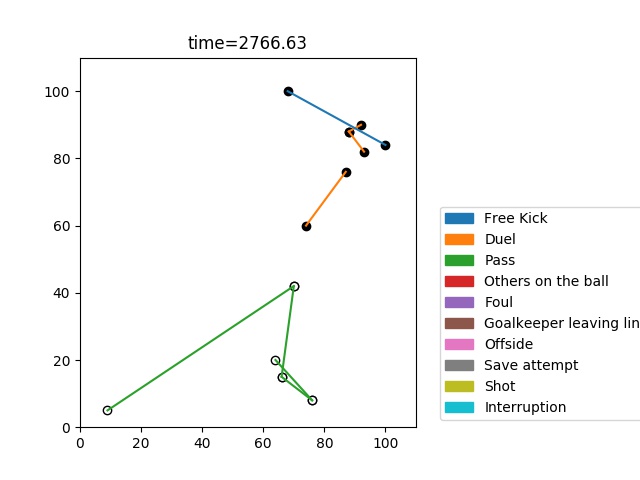 time=2766.63
100
80
60
40
20
0
0 20 40 60 80 100
Free Kick
Duel
Pass
Others on the ball
Foul
Goalkeeper leaving lin
Offside
Save attempt
Shot
Interruption